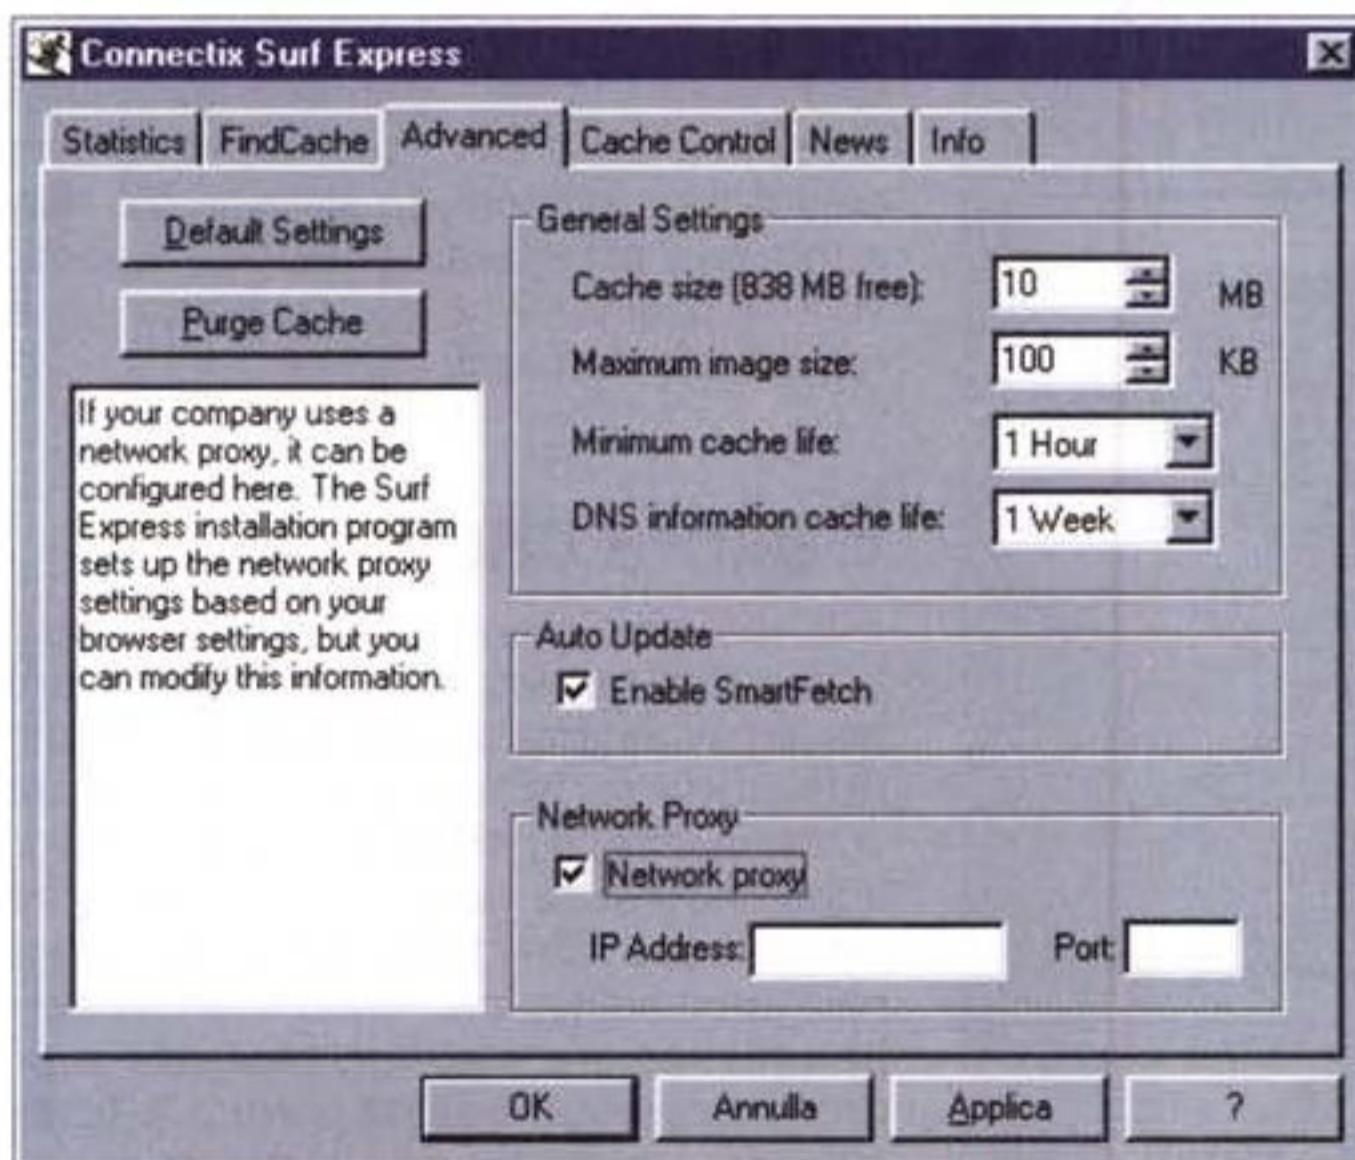 Connectix Surf Express
Statistics FindCache Advanced Cache Control News Info
Default Settings
Purge Cache
If your company uses a
network proxy, it can be
configured here. The Surf
Express installation program
sets up the network proxy
settings based on your
browser settings, but you
can modify this information.
General Settings
Cache size (838 MB free): 10 MB
Maximum image size: 100 KB
Minimum cache life: 1 Hour
DNS information cache life: 1 Week
Auto Update
Enable SmartFetch
Network Proxy
Network proxy
IP Address: Port:
OK Annulla Applica ?